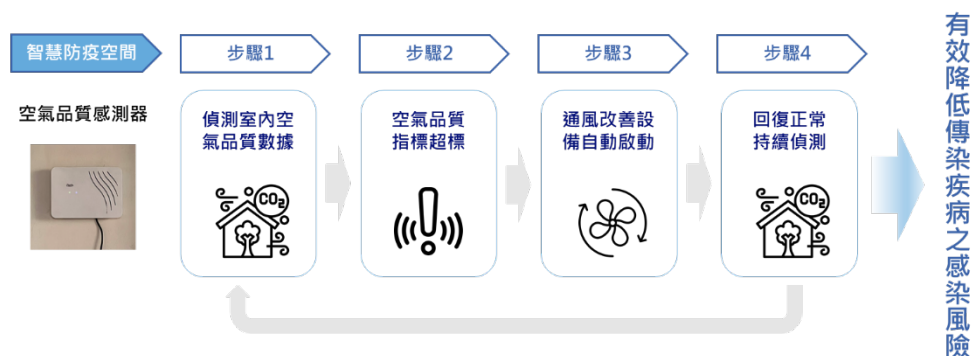 智慧防疫空間
步驟1
步驟2
步驟3
步驟4
空氣品質感測器
偵測室內空
氣品質數據
空氣品質
指標超標
通風改善設
備自動啟動
回復正常
持續偵測
CO2
CO2
有效降低傳染疾病之感染風險